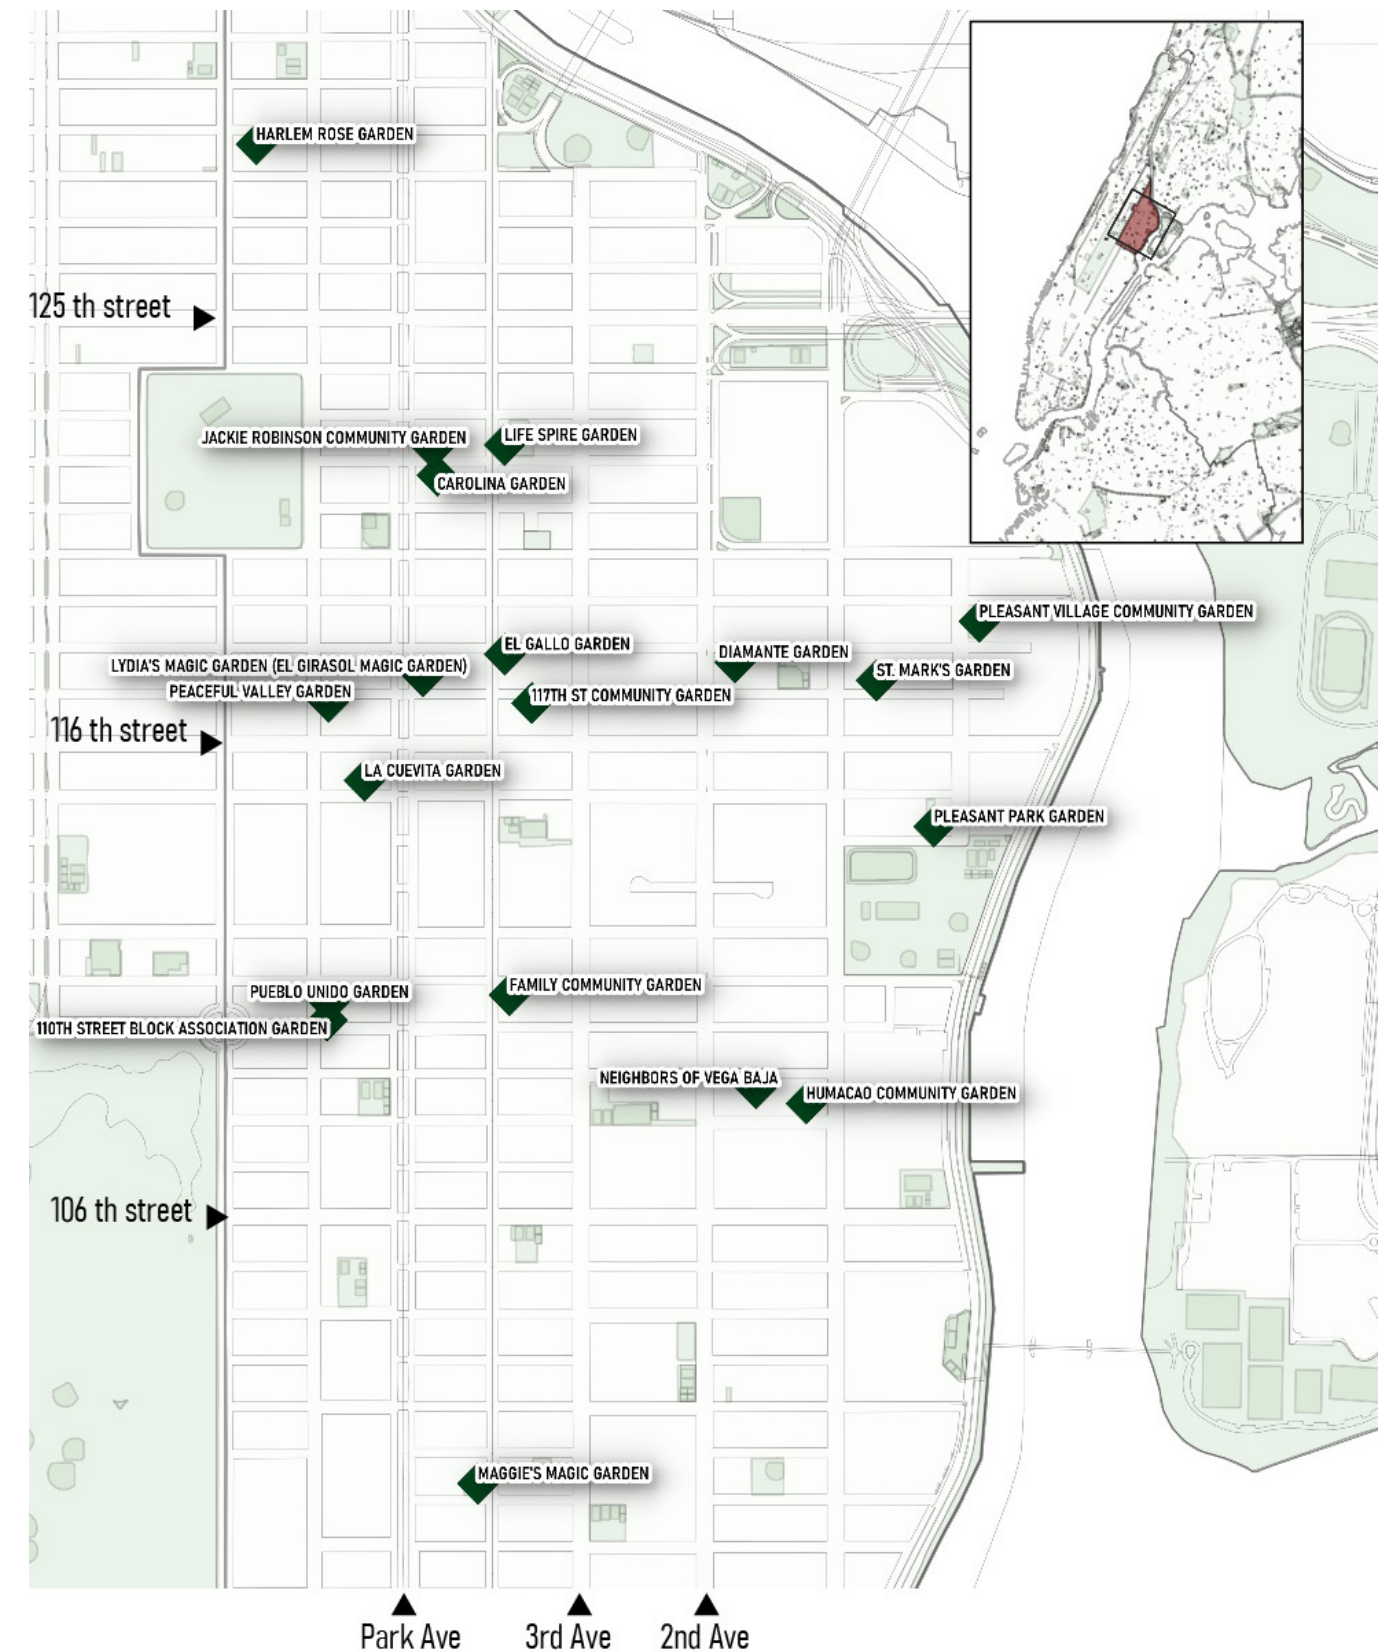 HARLEM ROSE GARDEN
125 th street
JACKIE ROBINSON COMMUNITY GARDEN
LIFE SPIRE GARDEN
CAROLINA GARDEN
PLEASANT VILLAGE COMMUNITY GARDEN
EL GALLO GARDEN
DIAMANTE GARDEN
LYDIA'S MAGIC GARDEN (EL GIRASOL MAGIC GARDEN)
ST. MARK'S GARDEN
PEACEFUL VALLEY GARDEN
117TH ST COMMUNITY GARDEN
116 th street
LA CUEVITA GARDEN
PLEASANT PARK GARDEN
FAMILY COMMUNITY GARDEN
PUEBLO UNIDO GARDEN
110TH STREET BLOCK ASSOCIATION GARDEN
NEIGHBORS OF VEGA BAJA
HUMACAO COMMUNITY GARDEN
106 th street
MAGGIE'S MAGIC GARDEN
Park Ave
3rd Ave
2nd Ave